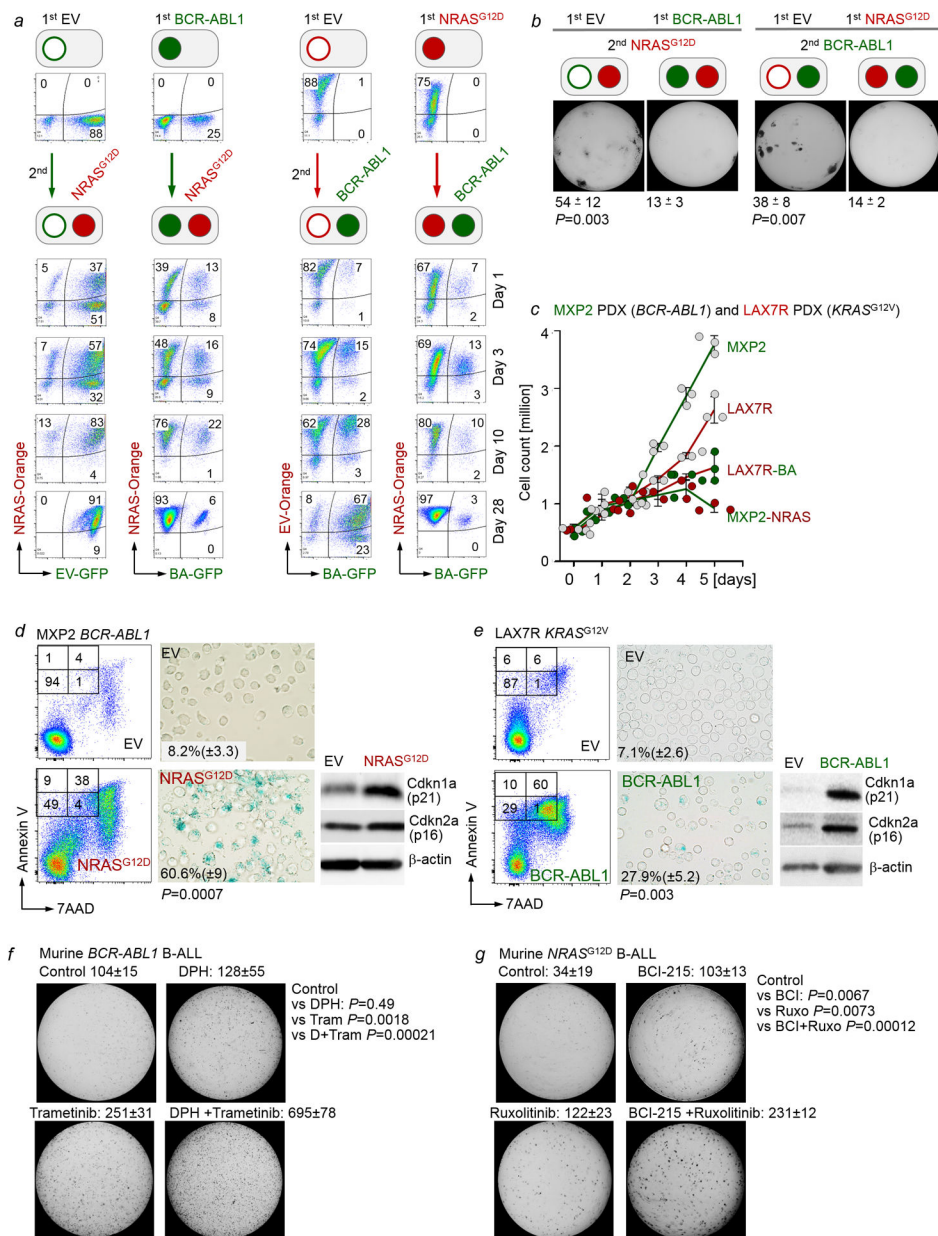 a
1st EV
1st BCR-ABL1
1st EV
1st NRASG12D
0 0
88
0 0
25
88 1
0
75 0
0
2nd
NRASG12D
NRASG12D
2nd
BCR-ABL1
BCR-ABL1
5 37
51
39 13
8
82 7
1
67 7
2
Day 1
7 57
32
48 16
9
74 15
2
69 13
3
Day 3
13 83
4
76 22
1
62 28
3
80 10
2
Day 10
0 91
9
93 6
0
8 67
23
97 3
0
Day 28
NRAS-Orange
EV-GFP
NRAS-Orange
BA-GFP
EV-Orange
BA-GFP
NRAS-Orange
BA-GFP
b
1st EV
1st BCR-ABL1
1st EV
1st NRASG12D
2nd NRASG12D
2nd BCR-ABL1
54 ± 12
13 ± 3
38 ± 8
14 ± 2
P=0.003
P=0.007
c MXP2 PDX (BCR-ABL1) and LAX7R PDX (KRASG12V)
Cell count [million]
4
3
2
1
0
MXP2
LAX7R
LAX7R-BA
MXP2-NRAS
0 1 2 3 4 5 [days]
d MXP2 BCR-ABL1
1 4
94 1
EV
EV
8.2%(±3.3)
9 38
49 4
NRASG12D
NRASG12D
60.6%(±9)
P=0.0007
Annexin V
7AAD
EV NRASG12D
Cdkn1a
(p21)
Cdkn2a
(p16)
β-actin
e LAX7R KRASG12V
6 6
87 1
EV
EV
7.1%(±2.6)
10 60
29
BCR-ABL1
BCR-ABL1
27.9%(±5.2)
P=0.003
Annexin V
7AAD
EV BCR-ABL1
Cdkn1a
(p21)
Cdkn2a
(p16)
β-actin
f Murine BCR-ABL1 B-ALL
Control 104±15
DPH: 128±55
Control
vs DPH: P=0.49
vs Tram P=0.0018
vs D+Tram P=0.00021
Trametinib: 251±31
DPH +Trametinib: 695±78
g Murine NRASG12D B-ALL
Control: 34±19
BCI-215: 103±13
Control
vs BCI: P=0.0067
vs Ruxo P=0.0073
vs BCI+Ruxo P=0.00012
Ruxolitinib: 122±23
BCI-215 +Ruxolitinib: 231±12